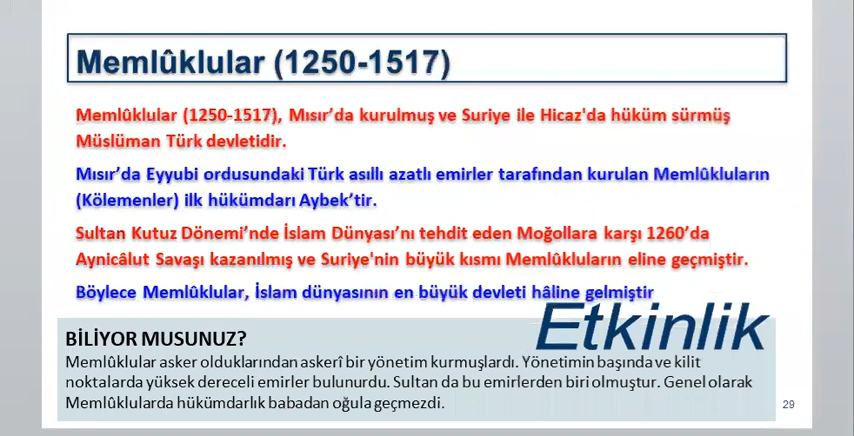 Memlûklular (1250-1517)
Memlûklular (1250-1517), Mısır’da kurulmuş ve Suriye ile Hicaz'da hüküm sürmüş
Müslüman Türk devletidir.
Mısır’da Eyyubi ordusundaki Türk asıllı azatlı emirler tarafından kurulan Memlûkluların
(Kölemenler) ilk hükümdarı Aybek’tir.
Sultan Kutuz Dönemi’nde İslam Dünyası’nı tehdit eden Moğollara karşı 1260’da
Aynicâlut Savaşı kazanılmış ve Suriye'nin büyük kısmı Memlûkluların eline geçmiştir.
Böylece Memlûklular, İslam dünyasının en büyük devleti hâline gelmiştir
Etkinlik
BİLİYOR MUSUNUZ?
Memlûklular asker olduklarından askerî bir yönetim kurmuşlardı. Yönetimin başında ve kilit
noktalarda yüksek dereceli emirler bulunurdu. Sultan da bu emirlerden biri olmuştur. Genel olarak
Memlûklularda hükümdarlık babadan oğula geçmezdi.
29